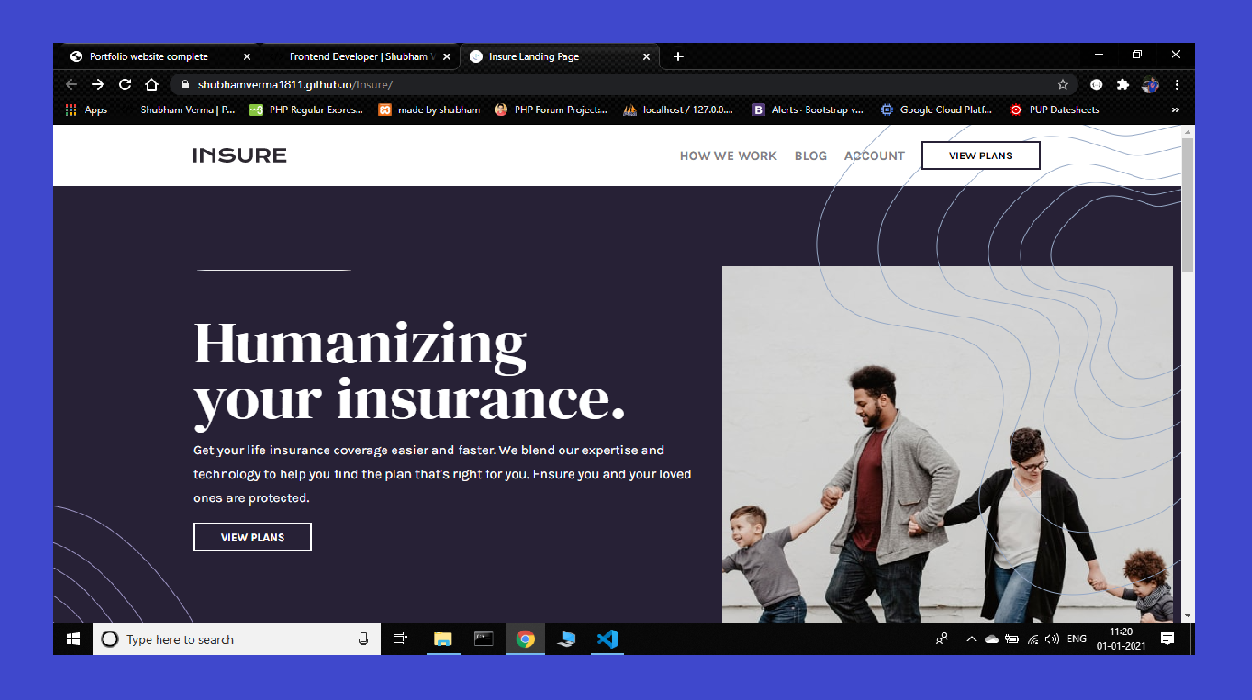 Portfolio website complete
Frontend Developer | Shubham V
Insure Landing Page
shubhamverma1811.github.io/Insure/
Apps
Shubham Verma | F...
PHP Regular Expres...
made by shubham
PHP Forum Project...
localhost / 127.0.0....
Alerts · Bootstrap v...
Google Cloud Platf...
PUP Datesheets
INSURE
HOW WE WORK
BLOG
ACCOUNT
VIEW PLANS
Humanizing
your insurance.
Get your life insurance coverage easier and faster. We blend our expertise and
technology to help you find the plan that's right for you. Ensure you and your loved
ones are protected.
VIEW PLANS
Type here to search
ENG
11:20
01-01-2021